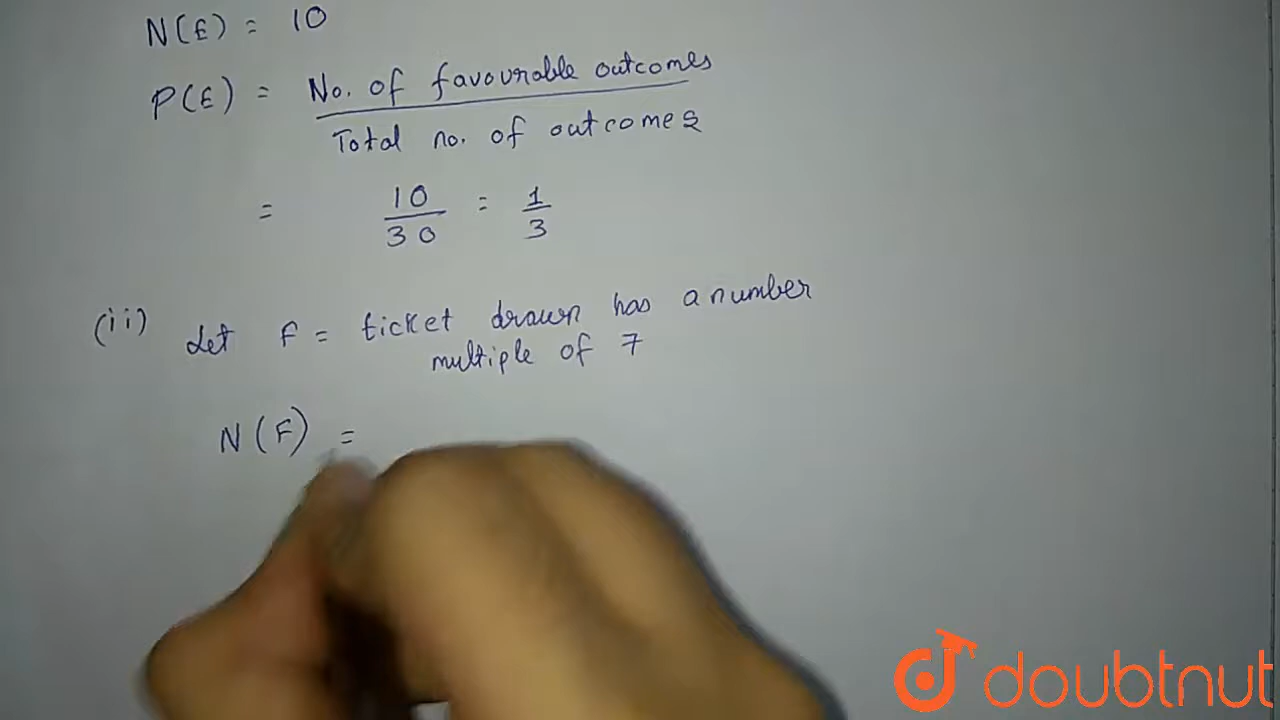 N(E) = 10
P(E) = No. of favourable outcomes
Total no. of outcomes
= 10/30 = 1/3
(ii) Let F = ticket drawn has a number
multiple of 7
N(F) =
doubtnut